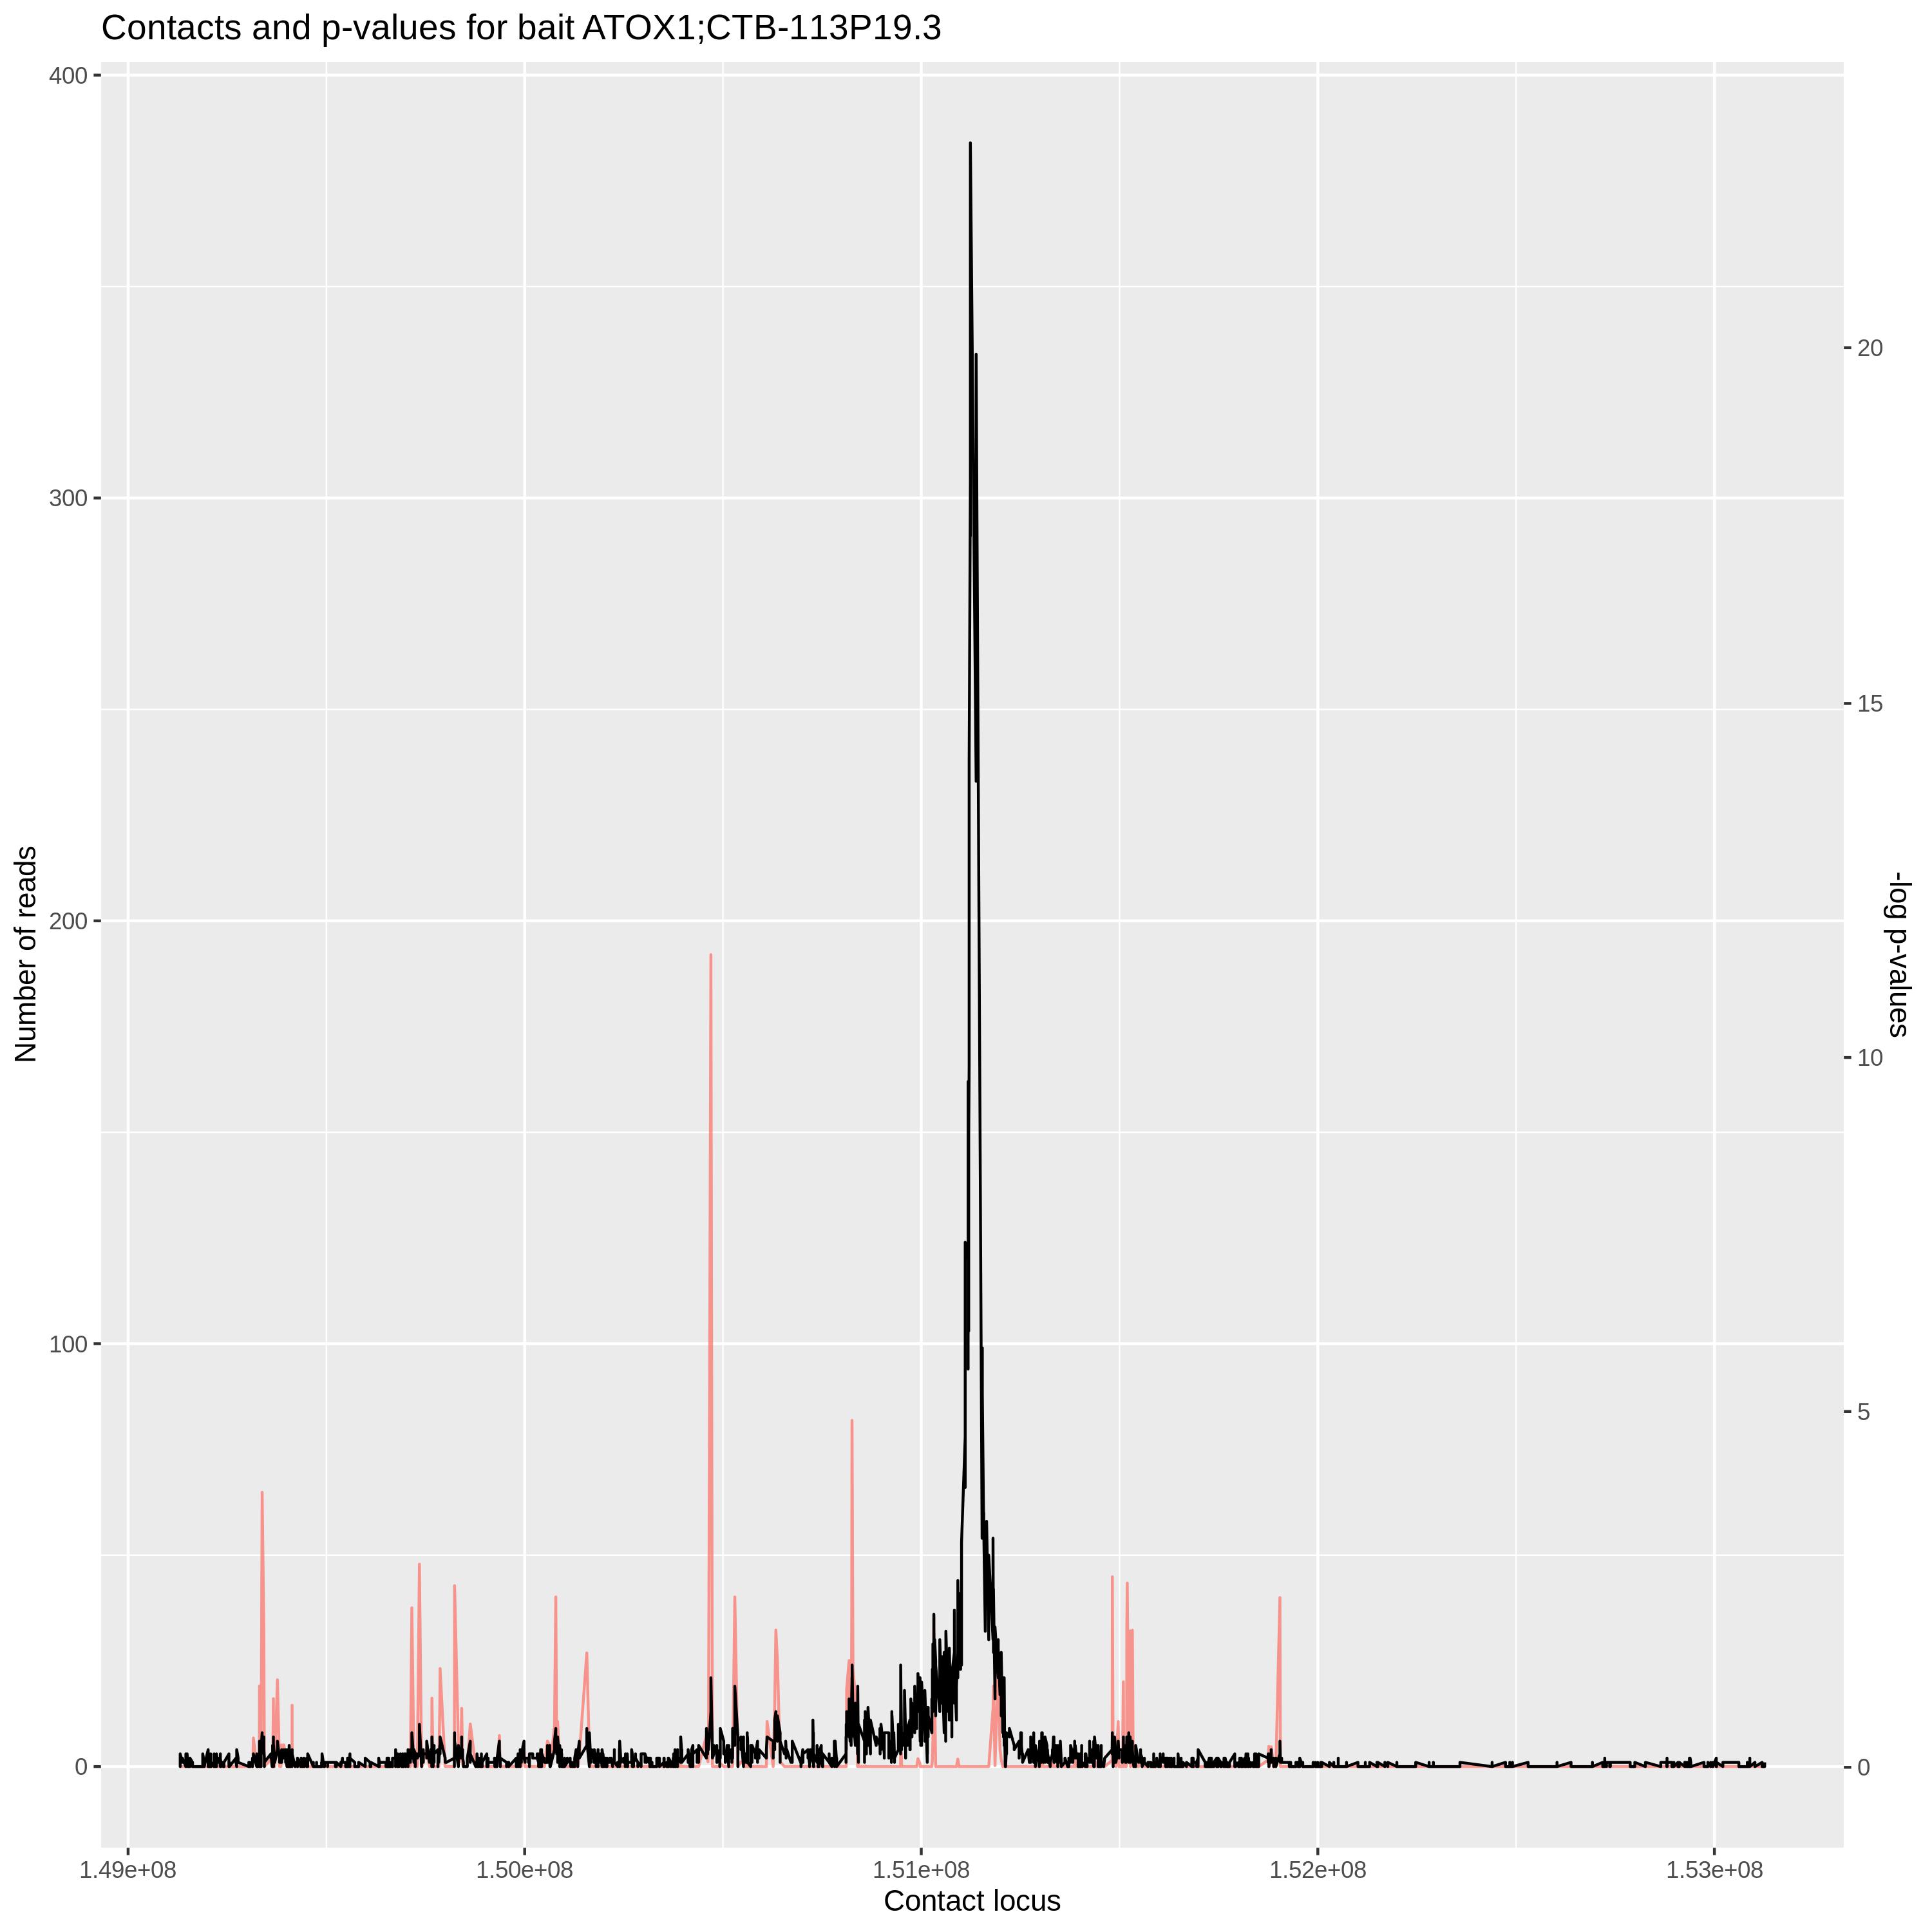 Contacts and p-values for bait ATOX1;CTB-113P19.3
400
300
200
100
0
Number of reads
20
15
10
5
0
-log p-values
1.49e+08
1.50e+08
1.51e+08
1.52e+08
1.53e+08
Contact locus